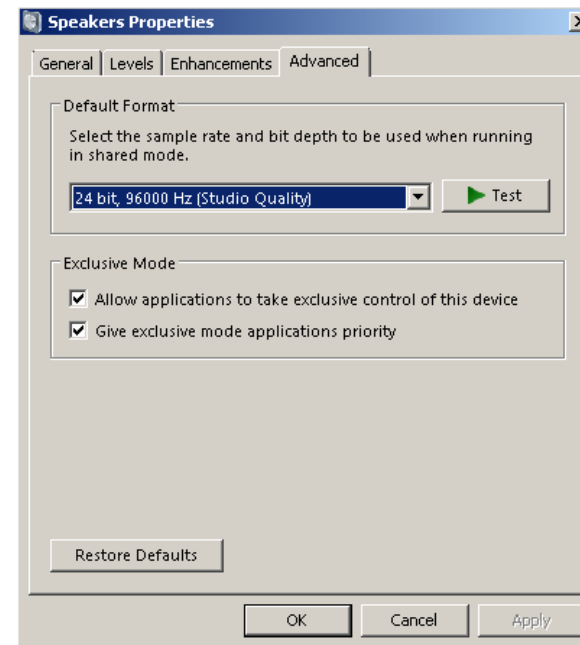 Speakers Properties
General Levels Enhancements Advanced
Default Format
Select the sample rate and bit depth to be used when running
in shared mode.
24 bit, 96000 Hz (Studio Quality) Test
Exclusive Mode
Allow applications to take exclusive control of this device
Give exclusive mode applications priority
Restore Defaults
OK Cancel Apply